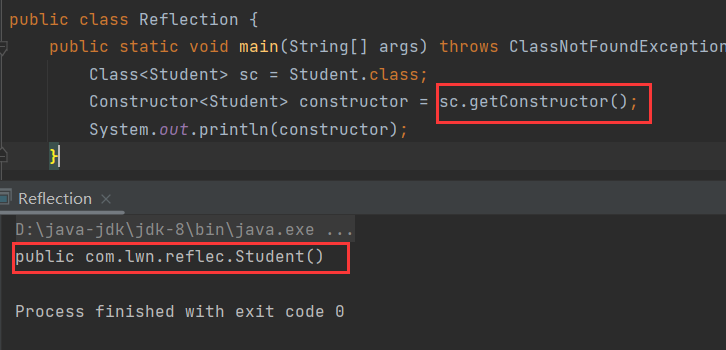 public class Reflection {
public static void main(String[] args) throws ClassNotFoundException
Class<Student> sc = Student.class;
Constructor<Student> constructor = sc.getConstructor();
System.out.println(constructor);
}
Reflection ×
D:\java-jdk\jdk-8\bin\java.exe ...
public com.lwn.reflec.Student()
Process finished with exit code 0